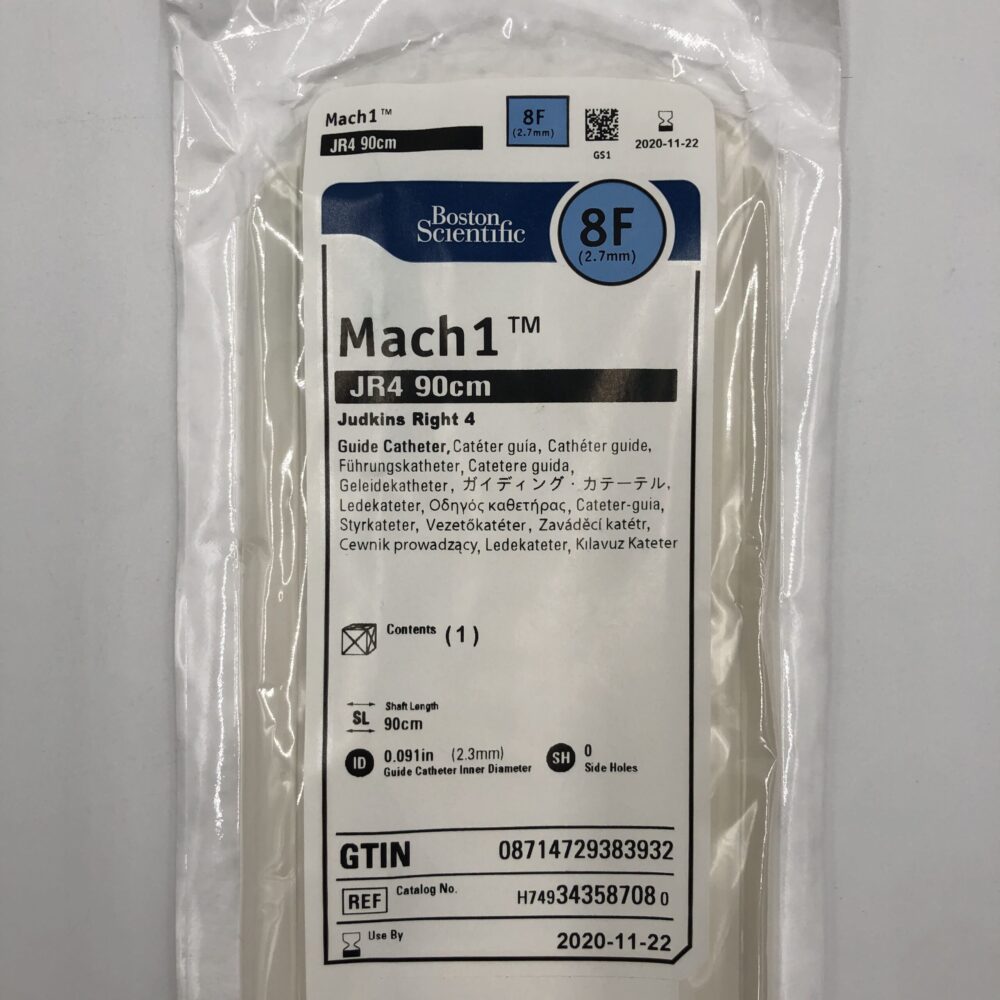 Mach1™
JR4 90cm
8F
(2.7mm)
GS1
2020-11-22
Boston
Scientific
8F
(2.7mm)
Mach1™
JR4 90cm
Judkins Right 4
Guide Catheter, Catéter guía, Cathéter guide,
Führungskatheter, Catetere guida,
Geleidekatheter, ガイディング・カテーテル,
Ledekateter, Οδηγός καθετήρας, Cateter-guia,
Styrkateter, Vezetőkatéter, Zaváděcí katétr,
Cewnik prowadzący, Ledekateter, Kılavuz Kateter
Contents (1)
SL Shaft Length
90cm
ID 0.091in (2.3mm)
Guide Catheter Inner Diameter
SH 0
Side Holes
GTIN 08714729383932
REF Catalog No. H74934358708 0
Use By 2020-11-22